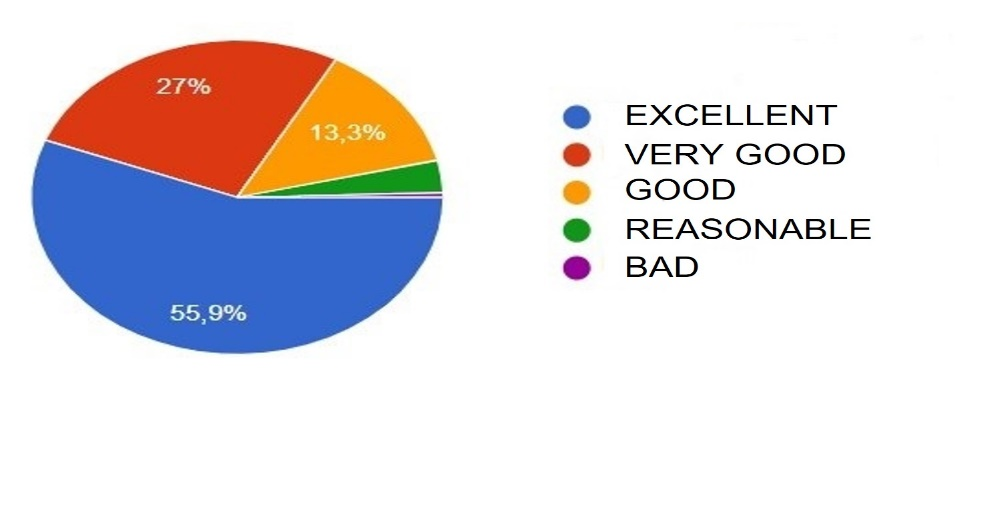 27%
13,3%
55,9%
EXCELLENT
VERY GOOD
GOOD
REASONABLE
BAD